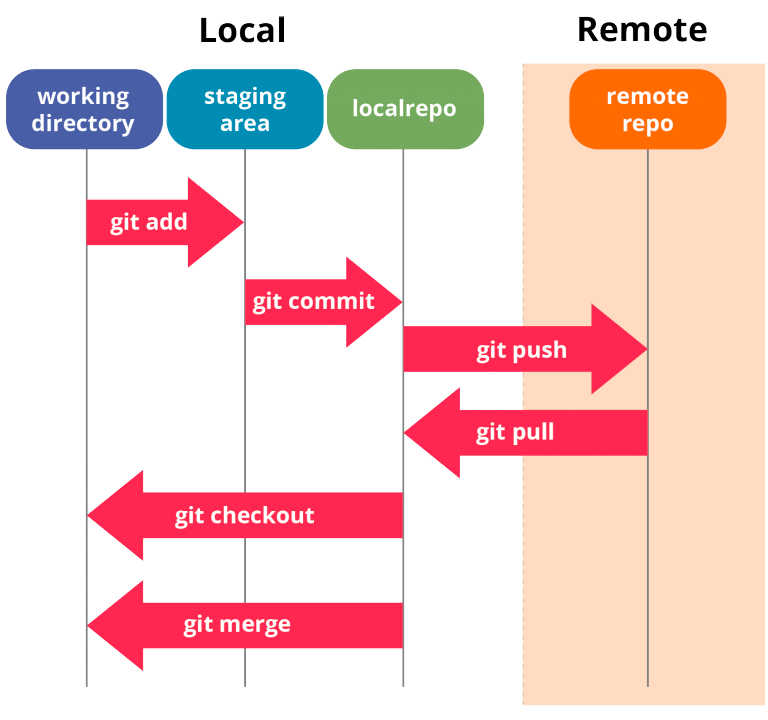 Local
Remote
working
directory
staging
area
localrepo
remote
repo
git add
git commit
git push
git pull
git checkout
git merge